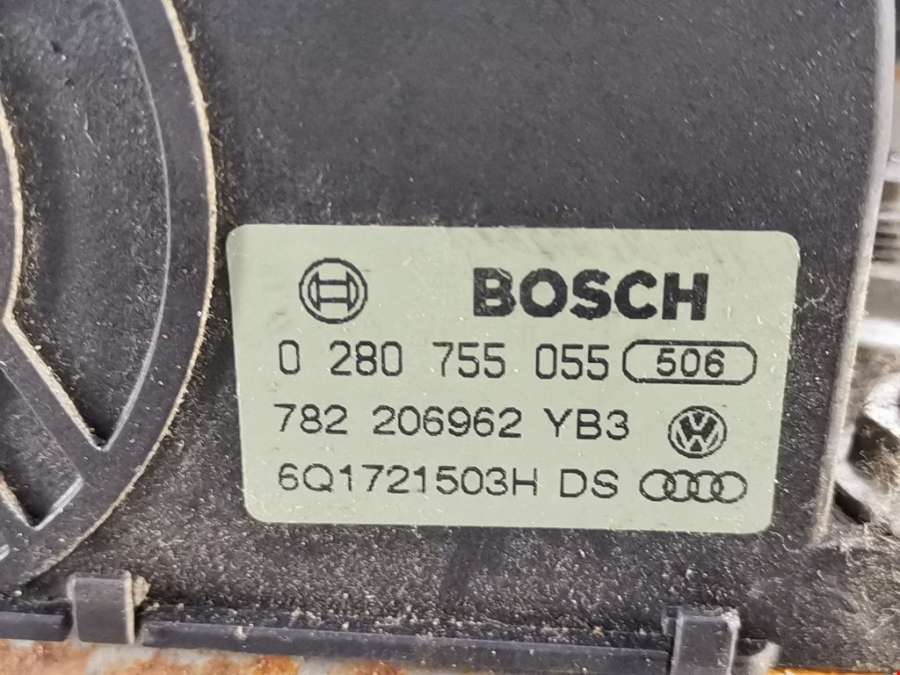 BOSCH
0 280 755 055 506
782 206962 YB3
6Q1721503H DS